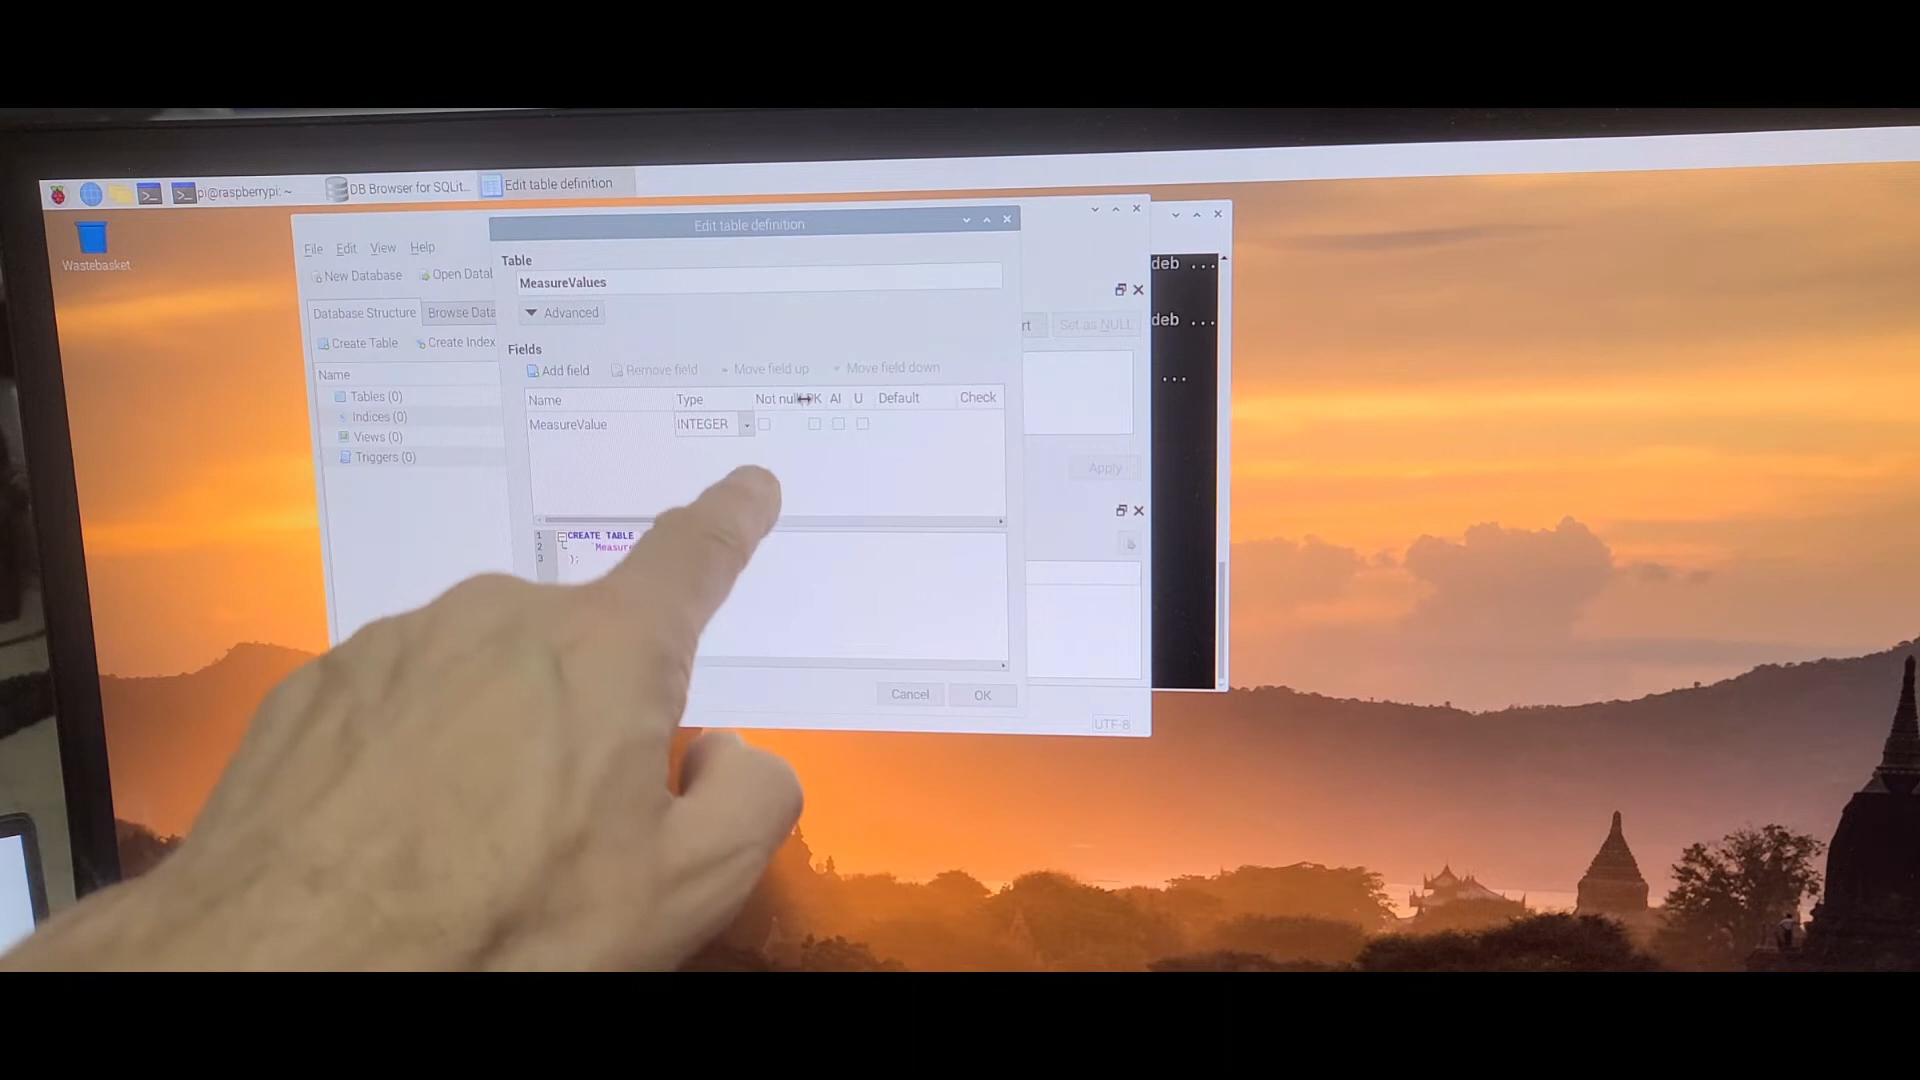 pi@raspberrypi: ~
DB Browser for SQLit...
Edit table definition
Wastebasket
Edit table definition
File Edit View Help
New Database Open Datab
Database Structure Browse Data
Create Table Create Index
Name
Tables (0)
Indices (0)
Views (0)
Triggers (0)
Table
MeasureValues
Advanced
Fields
Add field Remove field Move field up Move field down
Name Type Not null PK AI U Default Check
MeasureValue INTEGER
1 CREATE TABLE
2 `Measure
3 );
Cancel OK
Set as NULL
Apply
UTF-8
deb ...
deb ...
...